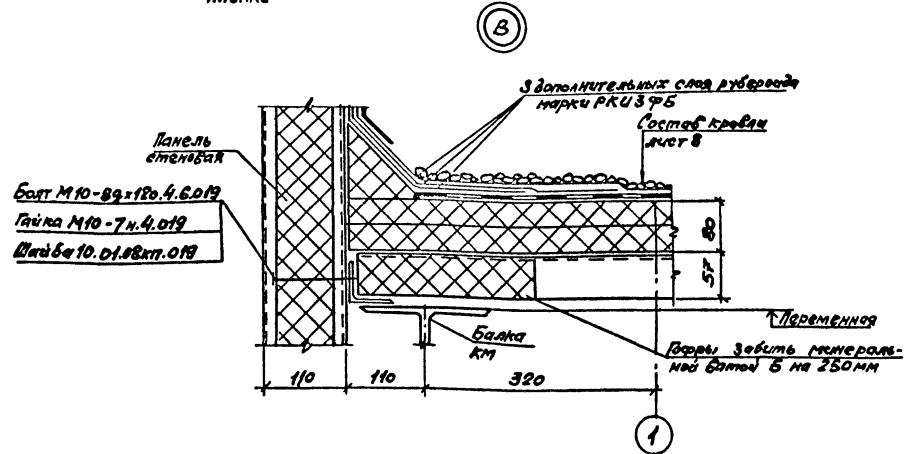 В
3 дополнительных слоя рубероида
марки РКИ3ФБ
Состав кровли
лист 8
Панель
стеновая
Болт М10-8gх120.4.6.019
Гайка М10-7н.4.019
Шайба 10.01.08кп.019
80
57
Переменная
Балка
км
Гофры забить минераль-
ной ватой Б на 250мм
110
110
320
1